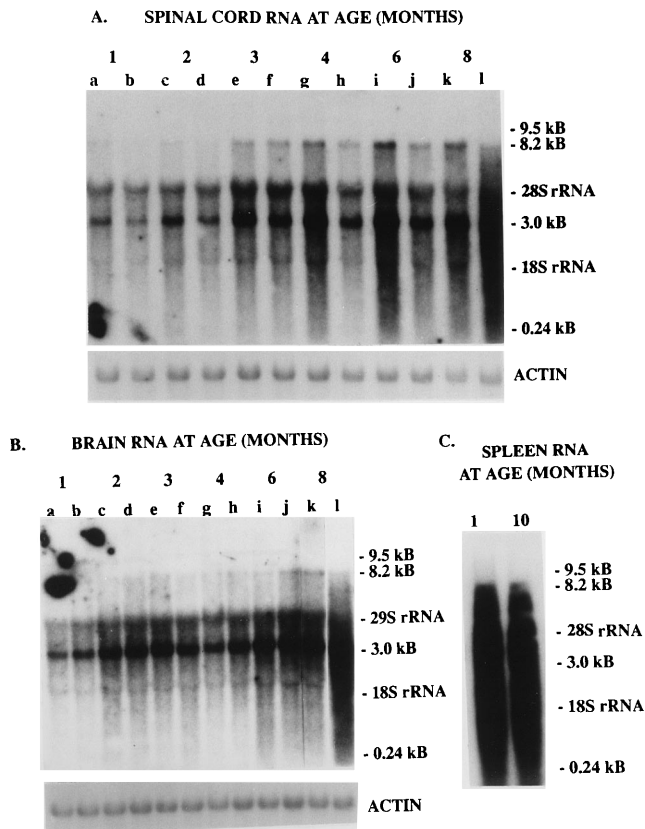 A. SPINAL CORD RNA AT AGE (MONTHS)
1 2 3 4 6 8
a b c d e f g h i j k l
- 9.5 kB
- 8.2 kB
- 28S rRNA
- 3.0 kB
- 18S rRNA
- 0.24 kB
ACTIN
B. BRAIN RNA AT AGE (MONTHS)
1 2 3 4 6 8
a b c d e f g h i j k l
- 9.5 kB
- 8.2 kB
- 29S rRNA
- 3.0 kB
- 18S rRNA
- 0.24 kB
ACTIN
C. SPLEEN RNA
AT AGE (MONTHS)
1 10
- 9.5 kB
- 8.2 kB
- 28S rRNA
- 3.0 kB
- 18S rRNA
- 0.24 kB